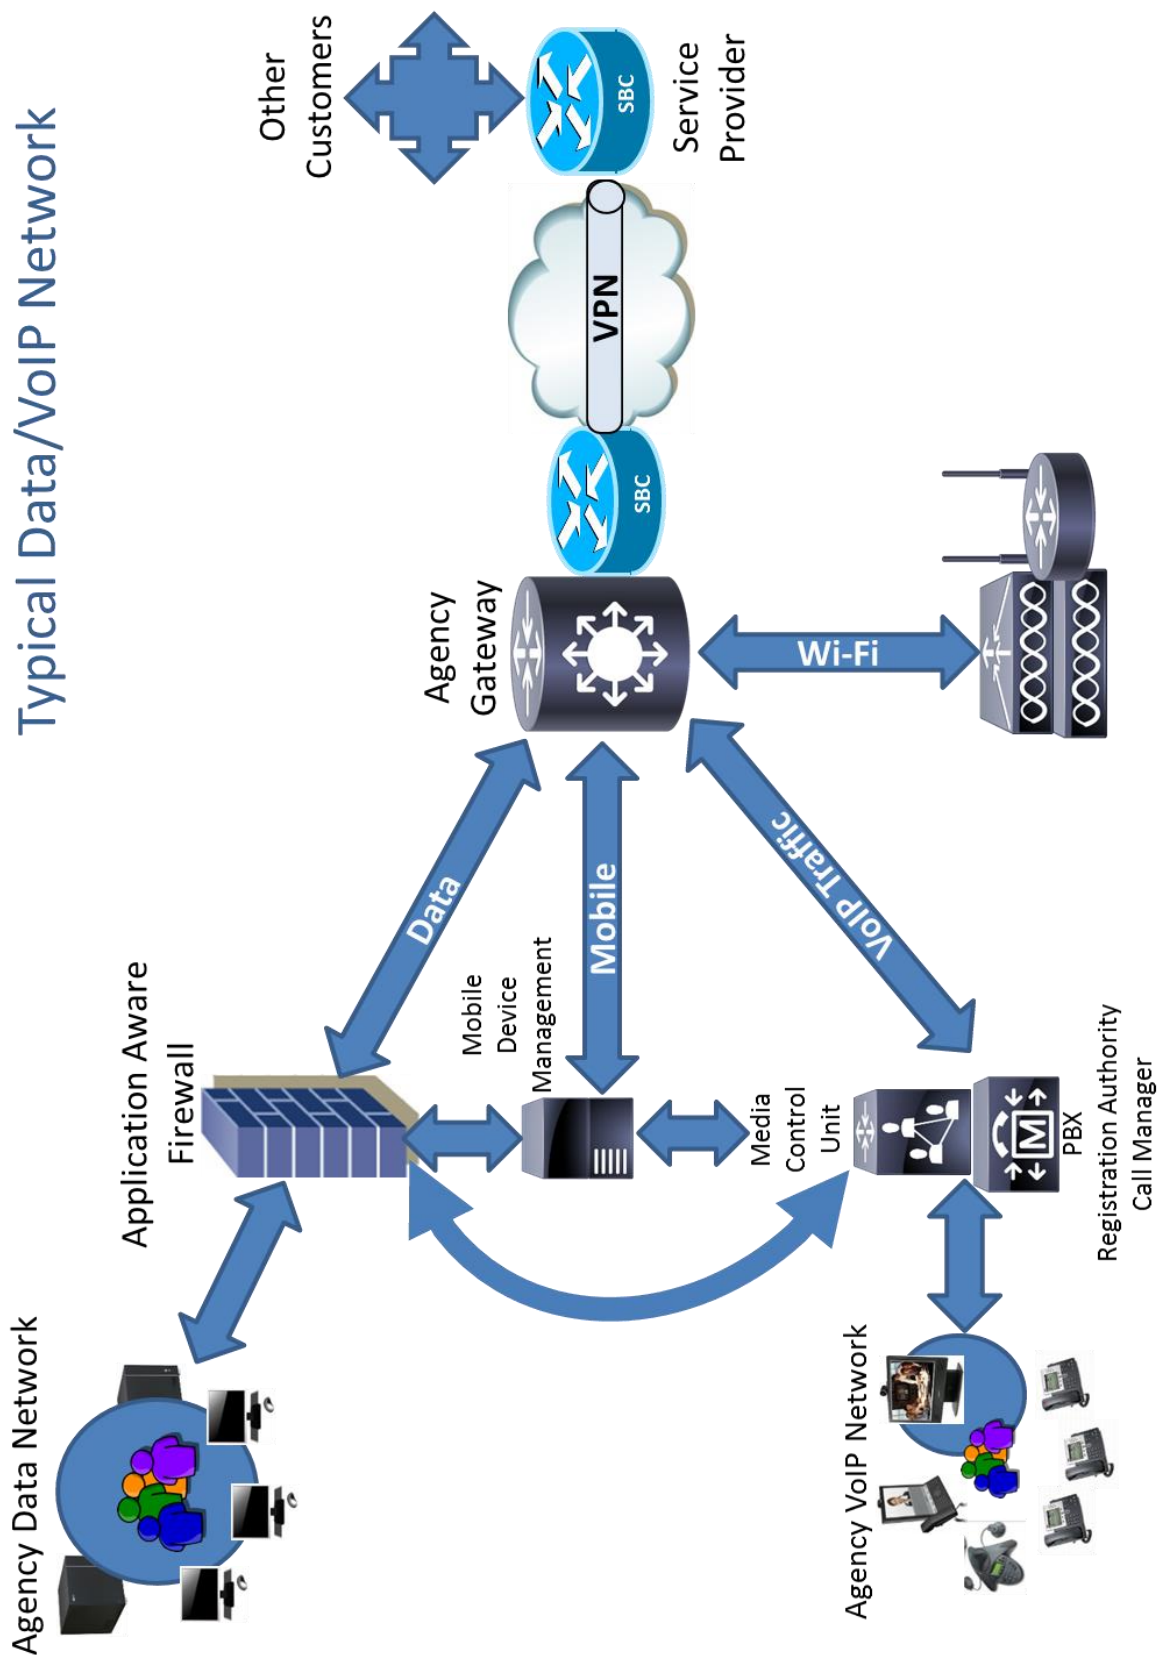 Typical Data/VoIP Network
Agency Data Network
Application Aware
Firewall
Data
Agency
Gateway
Other
Customers
Mobile
Device
Management
Mobile
SBC
VPN
SBC
Service
Provider
Media
Control
Unit
VoIP Traffic
Wi-Fi
Agency VoIP Network
M
PBX
Registration Authority
Call Manager